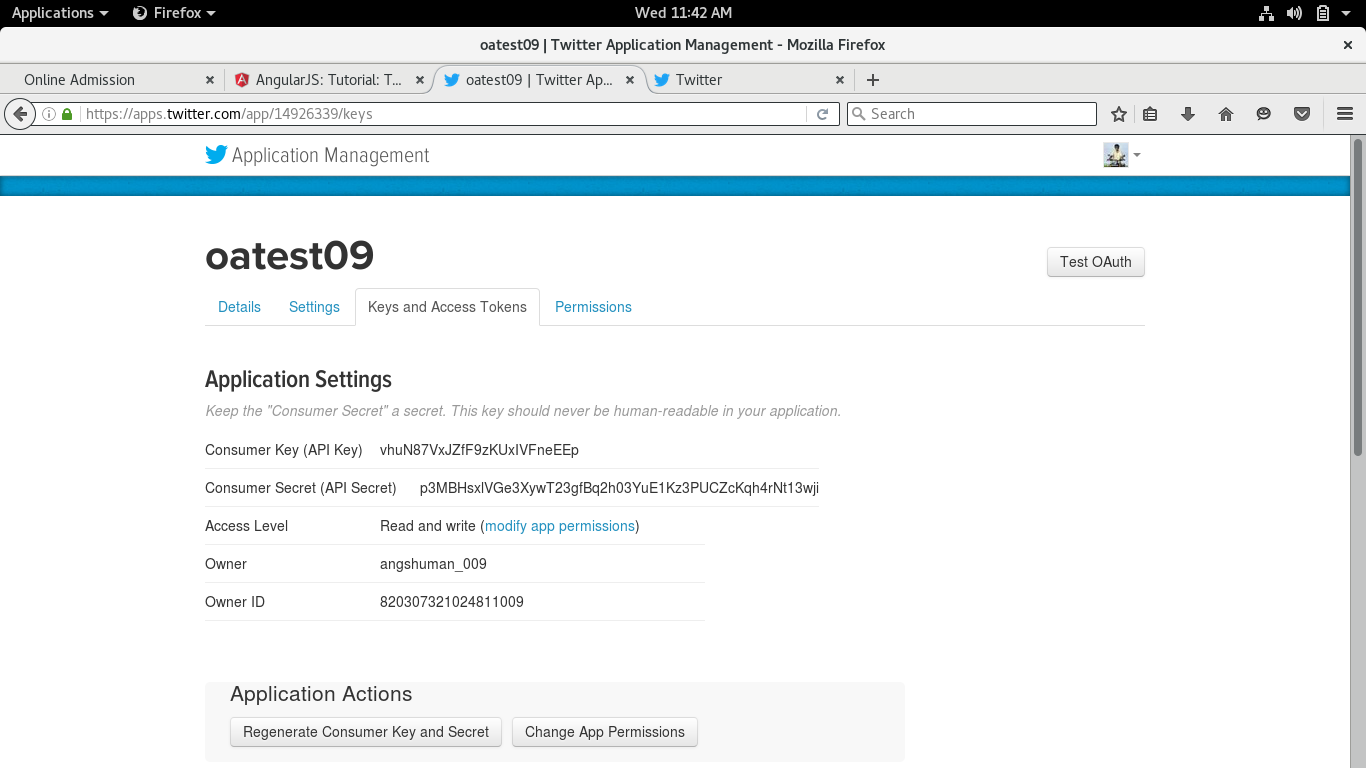 Applications Firefox Wed 11:42 AM
oatest09 | Twitter Application Management - Mozilla Firefox
Online Admission AngularJS: Tutorial: T... oatest09 | Twitter Ap... Twitter
https://apps.twitter.com/app/14926339/keys Search
Application Management
oatest09
Test OAuth
Details Settings Keys and Access Tokens Permissions
Application Settings
Keep the "Consumer Secret" a secret. This key should never be human-readable in your application.
Consumer Key (API Key) vhuN87VxJZfF9zKUxIVFneEEp
Consumer Secret (API Secret) p3MBHsxlVGe3XywT23gfBq2h03YuE1Kz3PUCZcKqh4rNt13wji
Access Level Read and write (modify app permissions)
Owner angshuman_009
Owner ID 820307321024811009
Application Actions
Regenerate Consumer Key and Secret Change App Permissions